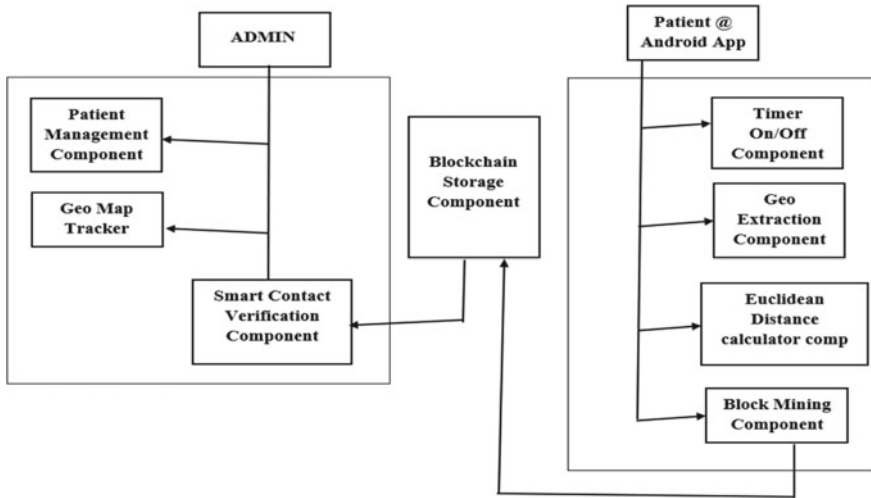 ADMIN
Patient
Management
Component
Geo Map
Tracker
Smart Contact
Verification
Component
Blockchain
Storage
Component
Patient @
Android App
Timer
On/Off
Component
Geo
Extraction
Component
Euclidean
Distance
calculator comp
Block Mining
Component